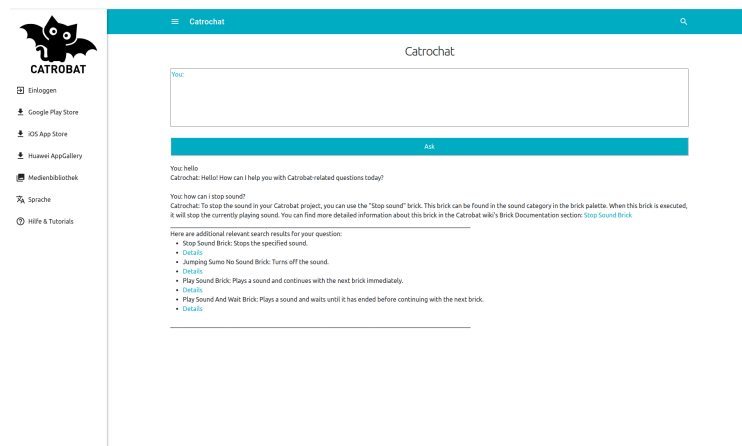 CATROBAT
Einloggen
Google Play Store
iOS App Store
Huawei AppGallery
Medienbibliothek
Sprache
Hilfe & Tutorials
Catrochat
Catrochat
You:
Ask
You: hello
Catrochat: Hello! How can I help you with Catrobat-related questions today?
You: how can i stop sound?
Catrochat: To stop the sound in your Catrobat project, you can use the "Stop sound" brick. This brick can be found in the sound category in the brick palette. When this brick is executed,
it will stop the currently playing sound. You can find more detailed information about this brick in the Catrobat wiki's Brick Documentation section: Stop Sound Brick
Here are additional relevant search results for your question:
• Stop Sound Brick: Stops the specified sound.
• Details
• Jumping Sumo No Sound Brick: Turns off the sound.
• Details
• Play Sound Brick: Plays a sound and continues with the next brick immediately.
• Details
• Play Sound And Wait Brick: Plays a sound and waits until it has ended before continuing with the next brick.
• Details